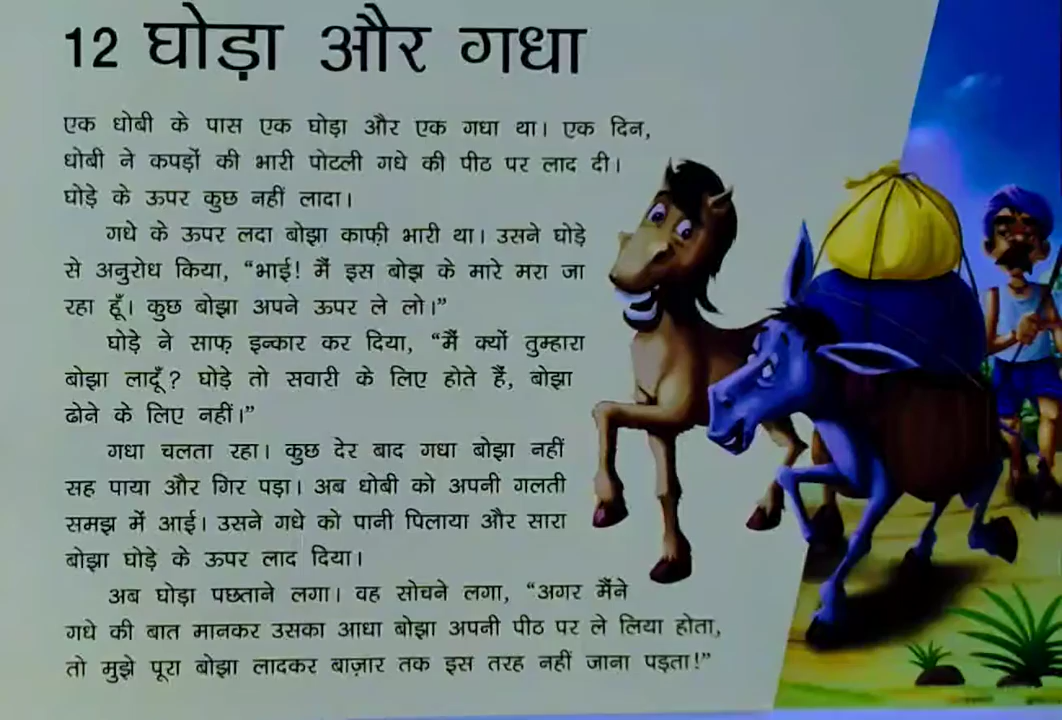 12 घोड़ा और गधा
एक धोबी के पास एक घोड़ा और एक गधा था। एक दिन,
धोबी ने कपड़ों की भारी पोटली गधे की पीठ पर लाद दी।
घोड़े के ऊपर कुछ नहीं लादा।
गधे के ऊपर लदा बोझा काफ़ी भारी था। उसने घोड़े
से अनुरोध किया, “भाई! मैं इस बोझ के मारे मरा जा
रहा हूँ। कुछ बोझा अपने ऊपर ले लो।”
घोड़े ने साफ़ इन्कार कर दिया, “मैं क्यों तुम्हारा
बोझा लादूँ? घोड़े तो सवारी के लिए होते हैं, बोझा
ढोने के लिए नहीं।”
गधा चलता रहा। कुछ देर बाद गधा बोझा नहीं
सह पाया और गिर पड़ा। अब धोबी को अपनी गलती
समझ में आई। उसने गधे को पानी पिलाया और सारा
बोझा घोड़े के ऊपर लाद दिया।
अब घोड़ा पछताने लगा। वह सोचने लगा, “अगर मैंने
गधे की बात मानकर उसका आधा बोझा अपनी पीठ पर ले लिया होता,
तो मुझे पूरा बोझा लादकर बाज़ार तक इस तरह नहीं जाना पड़ता!”